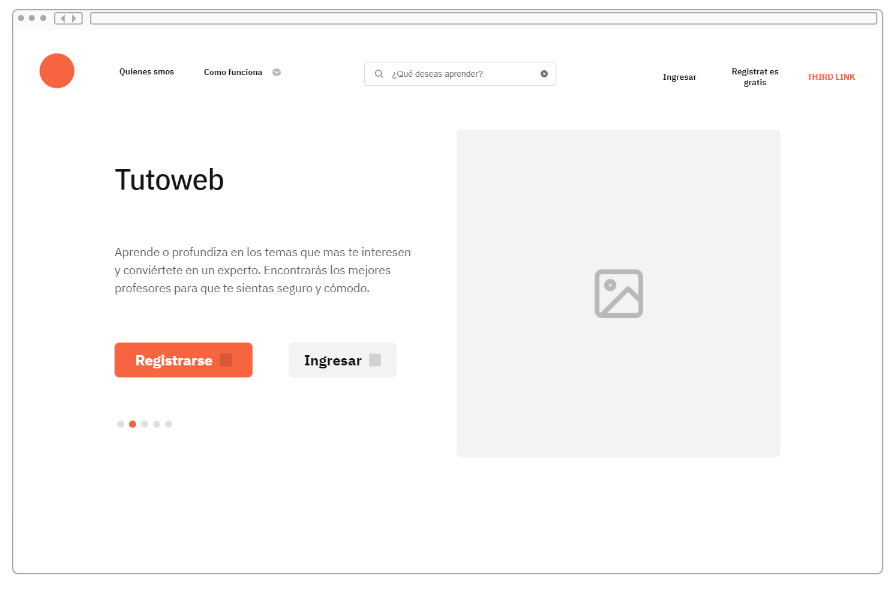 Quienes smos
Como funciona
¿Qué deseas aprender?
Ingresar
Registrat es
gratis
THIRD LINK
Tutoweb
Aprende o profundiza en los temas que mas te interesen
y conviértete en un experto. Encontrarás los mejores
profesores para que te sientas seguro y cómodo.
Registrarse
Ingresar